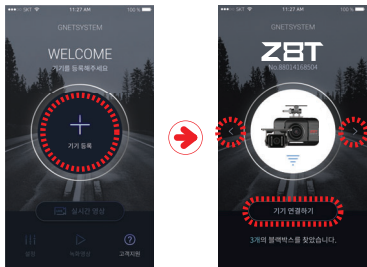 SKT 11:27 AM 100 %
GNETSYSTEM
WELCOME
기기를 등록해주세요
기기 등록
실시간 영상
설정 녹화영상 고객지원
SKT 11:27 AM 100 %
GNETSYSTEM
Z8T
No.88014168504
기기 연결하기
3개의 블랙박스를 찾았습니다.